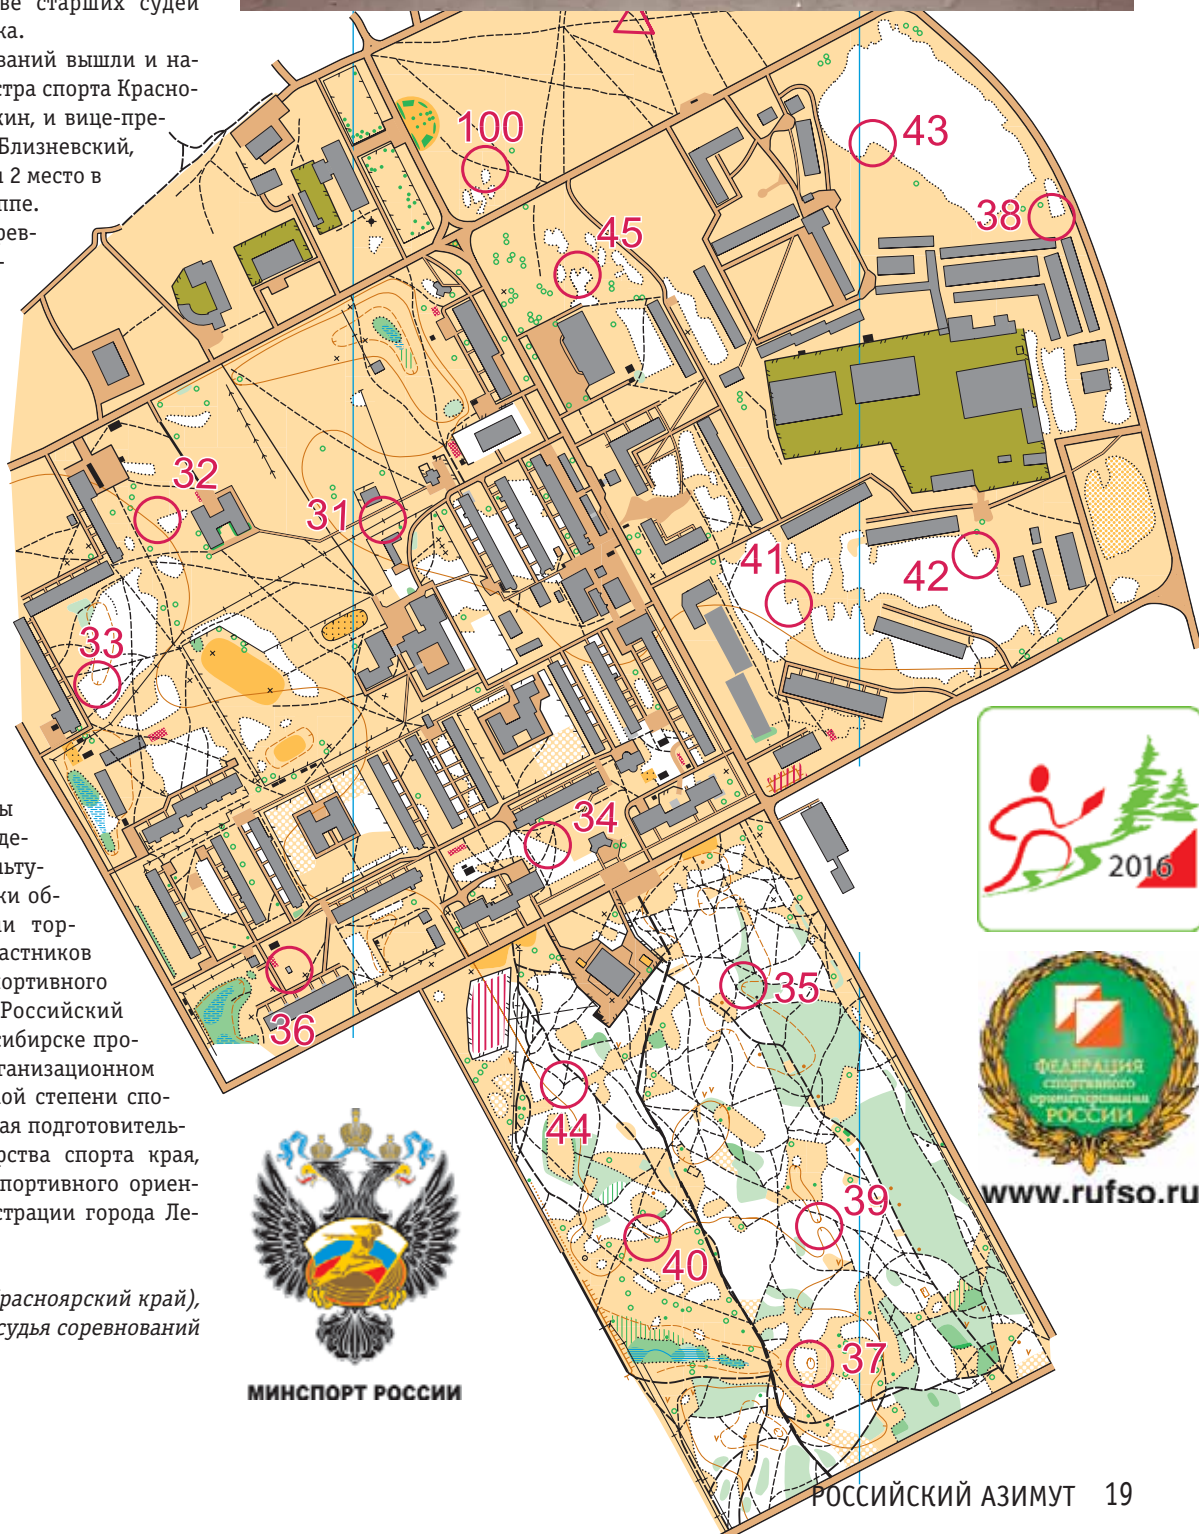 ве старших судей
ка.
ваний вышли и на-
стра спорта Красно-
кин, и вице-пре-
Близневский,
и 2 место в
ппе.
рев-
-
ы
де-
льту-
ки об-
и тор-
астников
портивного
Российский
сибирске про-
ганизационном
кой степени спо-
ая подготовитель-
рства спорта края,
портивного ориен-
страции города Ле-
расноярский край),
судья соревнований
100
43
38
45
32
31
41
42
33
34
35
36
44
39
40
37
2016
ФЕДЕРАЦИЯ
спортивного
ориентирования
РОССИИ
www.rufso.ru
МИНСПОРТ РОССИИ
РОССИЙСКИЙ АЗИМУТ 19